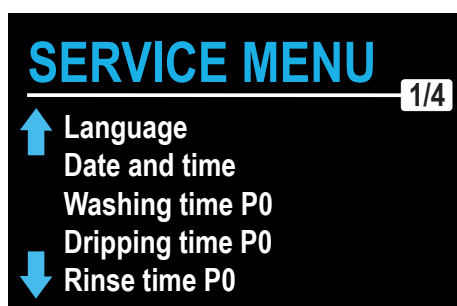 SERVICE MENU
1/4
Language
Date and time
Washing time P0
Dripping time P0
Rinse time P0